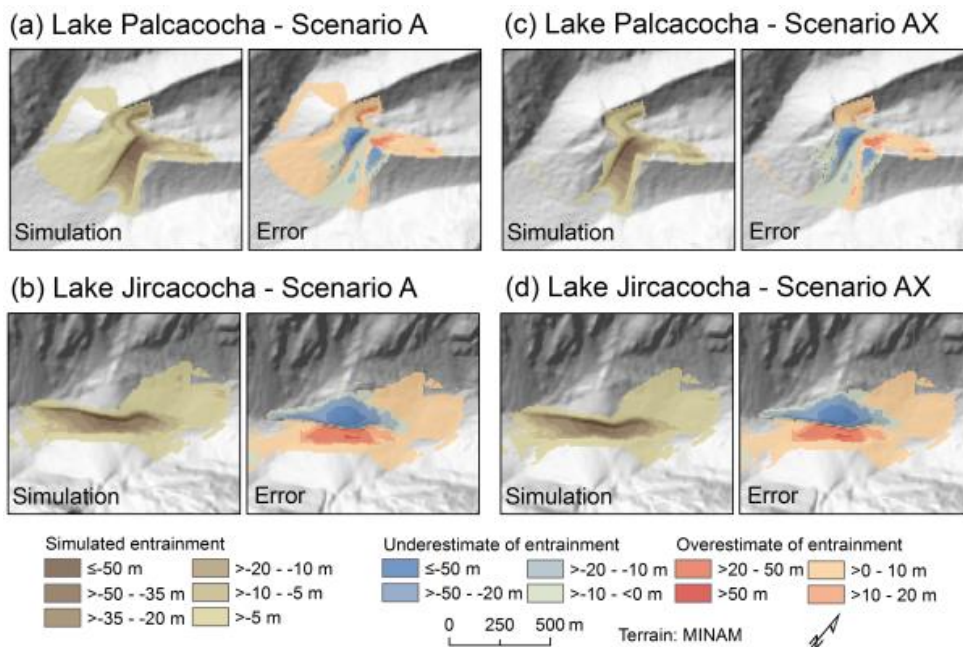 (a) Lake Palcacocha - Scenario A
(c) Lake Palcacocha - Scenario AX
Simulation
Error
Simulation
Error
(b) Lake Jircacocha - Scenario A
(d) Lake Jircacocha - Scenario AX
Simulation
Error
Simulation
Error
Simulated entrainment
≤-50 m
>-50 - -35 m
>-35 - -20 m
>-20 - -10 m
>-10 - -5 m
>-5 m
Underestimate of entrainment
≤-50 m
>-50 - -20 m
>-20 - -10 m
>-10 - <0 m
Overestimate of entrainment
>20 - 50 m
>50 m
>0 - 10 m
>10 - 20 m
0 250 500 m
Terrain: MINAM
N